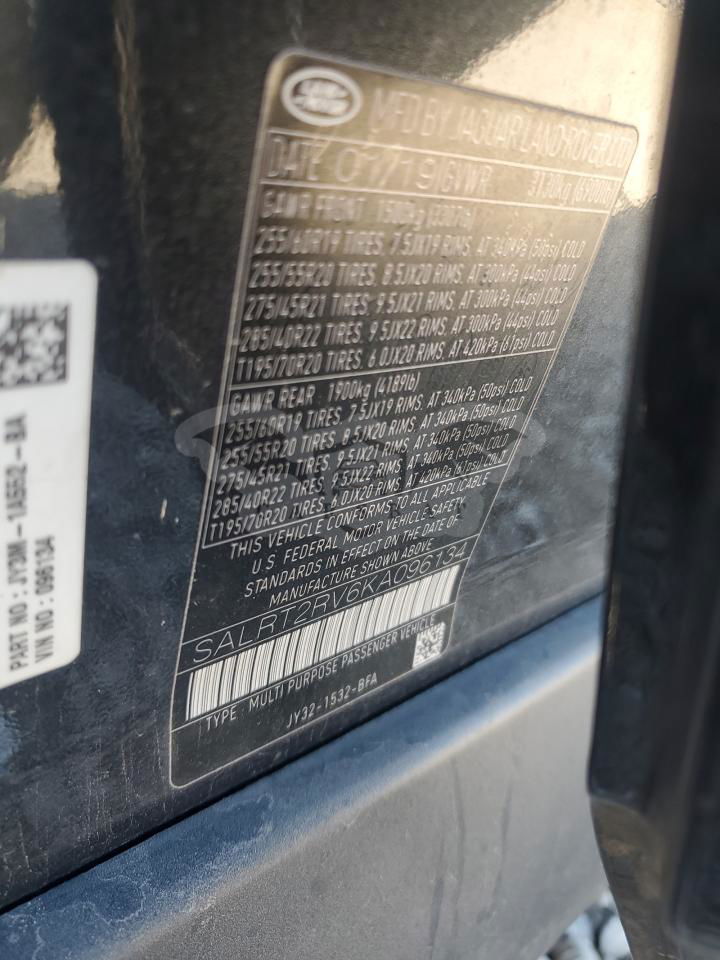 LAND ROVER
MFD BY JAGUAR LAND ROVER LTD
DATE 01/19 GVWR 3130kg (6900lb)
GAWR FRONT 1500kg
255/60R19 TIRES, 7.5JX19 RIMS, AT 340kPa (50psi) COLD
255/55R20 TIRES, 8.5JX20 RIMS, AT 300kPa (44psi) COLD
275/45R21 TIRES, 9.5JX21 RIMS, AT 300kPa (44psi) COLD
285/40R22 TIRES, 9.5JX22 RIMS, AT 300kPa (44psi) COLD
T195/70R20 TIRES, 6.0JX20 RIMS, AT 420kPa (61psi) COLD
GAWR REAR 1900kg (4189lb)
255/60R19 TIRES, 7.5JX19 RIMS, AT 340kPa (50psi) COLD
255/55R20 TIRES, 8.5JX20 RIMS, AT 340kPa (50psi) COLD
275/45R21 TIRES, 9.5JX21 RIMS, AT 340kPa (50psi) COLD
285/40R22 TIRES, 9.5JX22 RIMS, AT 340kPa (50psi) COLD
T195/70R20 TIRES, 6.0JX20 RIMS, AT 420kPa (61psi) COLD
THIS VEHICLE CONFORMS TO ALL APPLICABLE
U.S. FEDERAL MOTOR VEHICLE SAFETY
STANDARDS IN EFFECT ON THE DATE OF
MANUFACTURE SHOWN ABOVE
SALRT2RV6KA096134
TYPE : MULTI PURPOSE PASSENGER VEHICLE
JY32-1532-BFA
PART NO : JY3M-1A5S2-BA
VIN NO : 096134